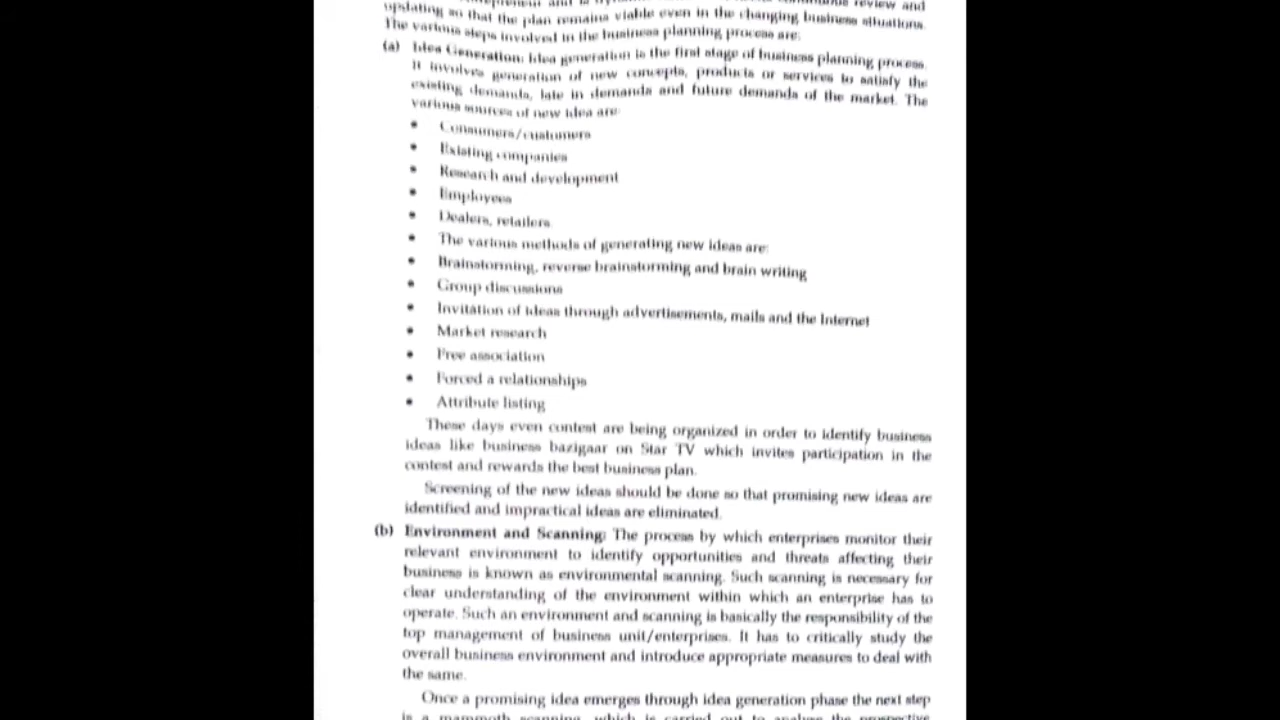 updating so that the plan remains viable even in the changing business situations.
The various steps involved in the business planning process are:
(a) Idea Generation: Idea generation is the first stage of business planning process.
It involves generation of new concepts, products or services to satisfy the
existing demands, late in demands and future demands of the market. The
various sources of new idea are:
• Consumers/customers
• Existing companies
• Research and development
• Employees
• Dealers, retailers.
• The various methods of generating new ideas are:
• Brainstorming, reverse brainstorming and brain writing
• Group discussions
• Invitation of ideas through advertisements, mails and the Internet
• Market research
• Free association
• Forced a relationships
• Attribute listing
These days even contest are being organized in order to identify business
ideas like business bazigaar on Star TV which invites participation in the
contest and rewards the best business plan.
Screening of the new ideas should be done so that promising new ideas are
identified and impractical ideas are eliminated.
(b) Environment and Scanning: The process by which enterprises monitor their
relevant environment to identify opportunities and threats affecting their
business is known as environmental scanning. Such scanning is necessary for
clear understanding of the environment within which an enterprise has to
operate. Such an environment and scanning is basically the responsibility of the
top management of business unit/enterprises. It has to critically study the
overall business environment and introduce appropriate measures to deal with
the same.
Once a promising idea emerges through idea generation phase the next step
is a mammoth scanning, which is carried out to analyse the prospective